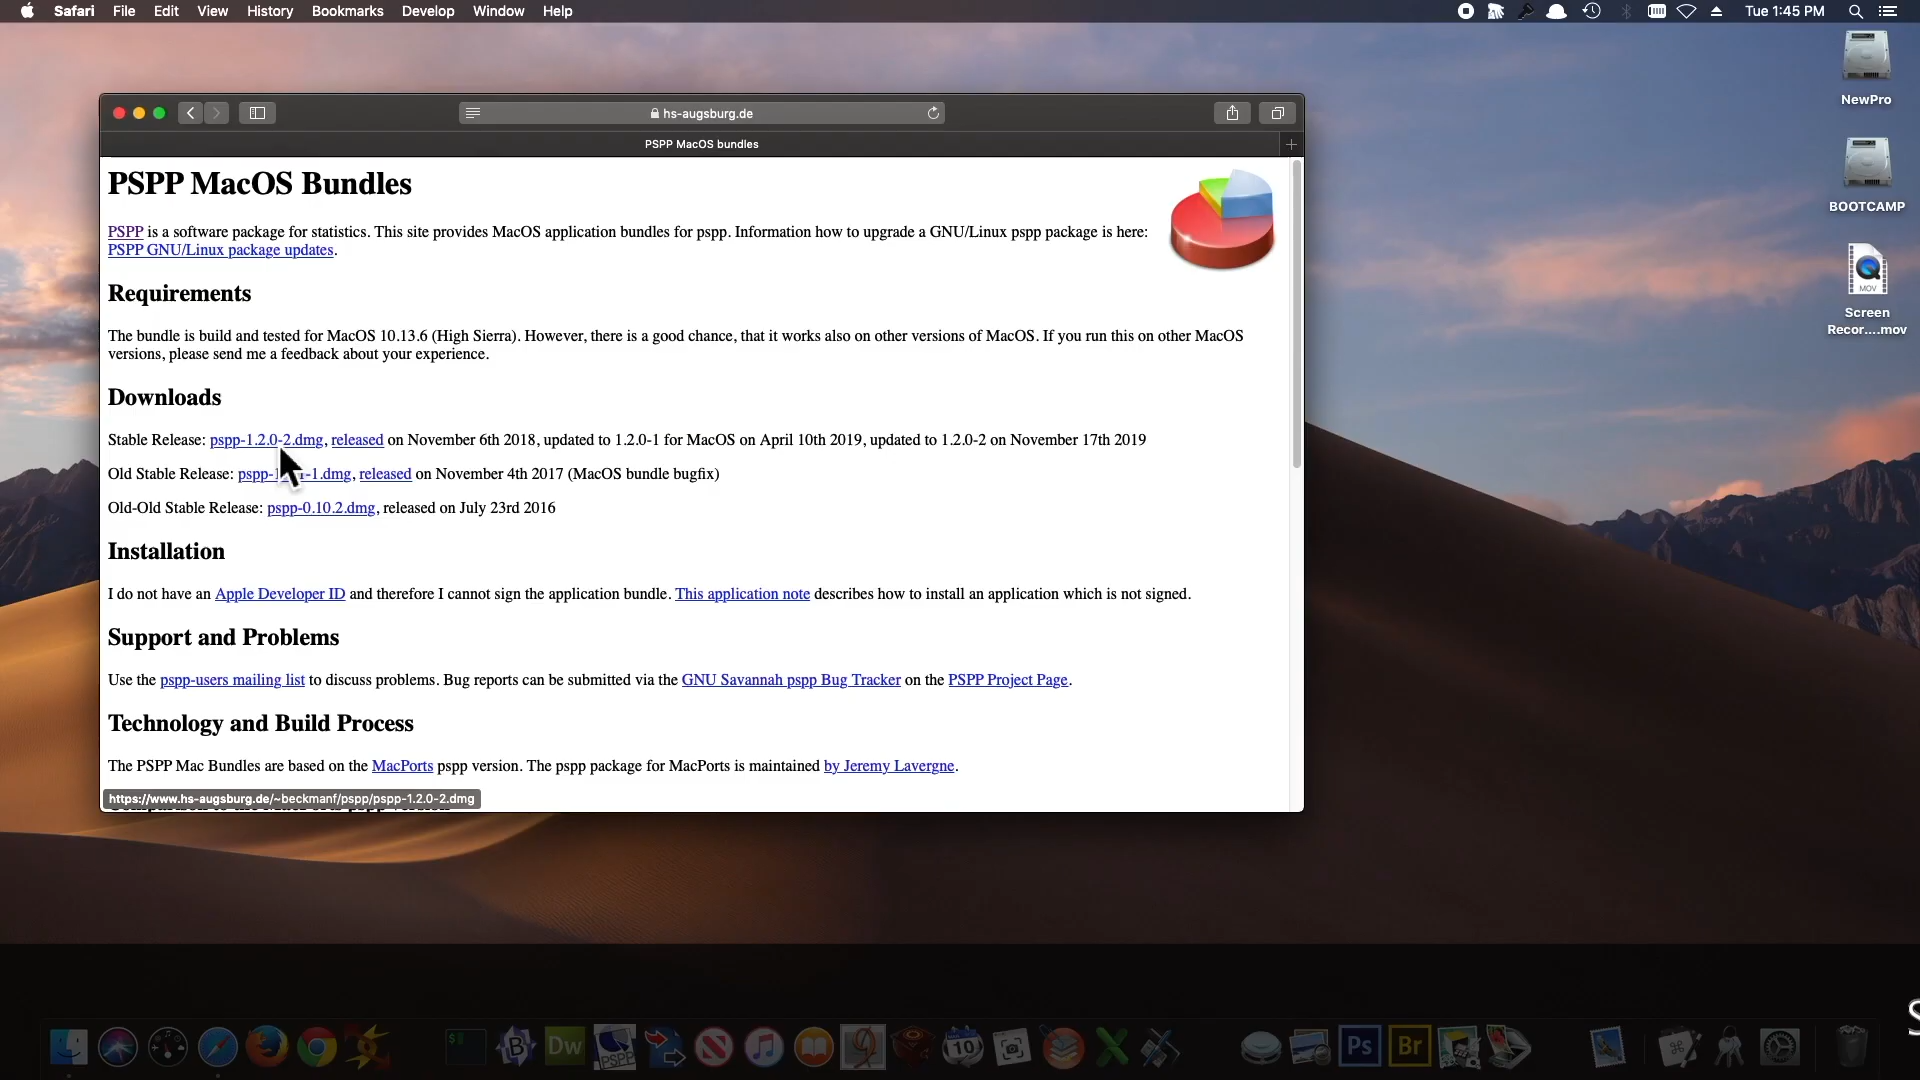 Safari File Edit View History Bookmarks Develop Window Help
Tue 1:45 PM
NewPro
BOOTCAMP
MOV
Screen
Recor....mov
hs-augsburg.de
PSPP MacOS bundles
PSPP MacOS Bundles
PSPP is a software package for statistics. This site provides MacOS application bundles for pspp. Information how to upgrade a GNU/Linux pspp package is here:
PSPP GNU/Linux package updates.
Requirements
The bundle is build and tested for MacOS 10.13.6 (High Sierra). However, there is a good chance, that it works also on other versions of MacOS. If you run this on other MacOS
versions, please send me a feedback about your experience.
Downloads
Stable Release: pspp-1.2.0-2.dmg, released on November 6th 2018, updated to 1.2.0-1 for MacOS on April 10th 2019, updated to 1.2.0-2 on November 17th 2019
Old Stable Release: released on November 4th 2017 (MacOS bundle bugfix)
Old-Old Stable Release: pspp-0.10.2.dmg, released on July 23rd 2016
Installation
I do not have an Apple Developer ID and therefore I cannot sign the application bundle. This application note describes how to install an application which is not signed.
Support and Problems
Use the pspp-users mailing list to discuss problems. Bug reports can be submitted via the GNU Savannah pspp Bug Tracker on the PSPP Project Page.
Technology and Build Process
The PSPP Mac Bundles are based on the MacPorts pspp version. The pspp package for MacPorts is maintained by Jeremy Lavergne.
https://www.hs-augsburg.de/~beckmanf/pspp/pspp-1.2.0-2.dmg
B Dw PSPP 10 Ps Br